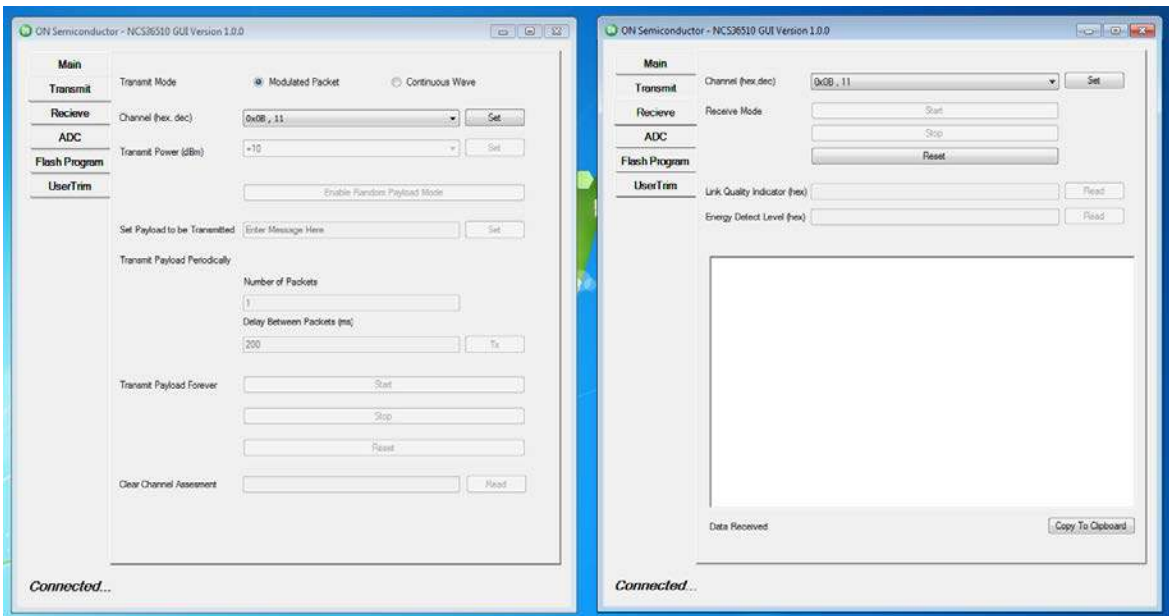 ON Semiconductor - NCS36510 GUI Version 1.0.0
Main
Transmit
Recieve
ADC
Flash Program
UserTrim
Transmit Mode
Modulated Packet
Continuous Wave
Channel (hex, dec)
0x0B , 11
Set
Transmit Power (dBm)
+10
Set
Enable Random Payload Mode
Set Payload to be Transmitted
Enter Message Here
Set
Transmit Payload Periodically
Number of Packets
1
Delay Between Packets (ms)
200
Tx
Transmit Payload Forever
Start
Stop
Reset
Clear Channel Assesment
Read
Connected...
ON Semiconductor - NCS36510 GUI Version 1.0.0
Main
Transmit
Recieve
ADC
Flash Program
UserTrim
Channel (hex,dec)
0x0B , 11
Set
Receive Mode
Start
Stop
Reset
Link Quality Indicator (hex)
Read
Energy Detect Level (hex)
Read
Data Received
Copy To Clipboard
Connected...